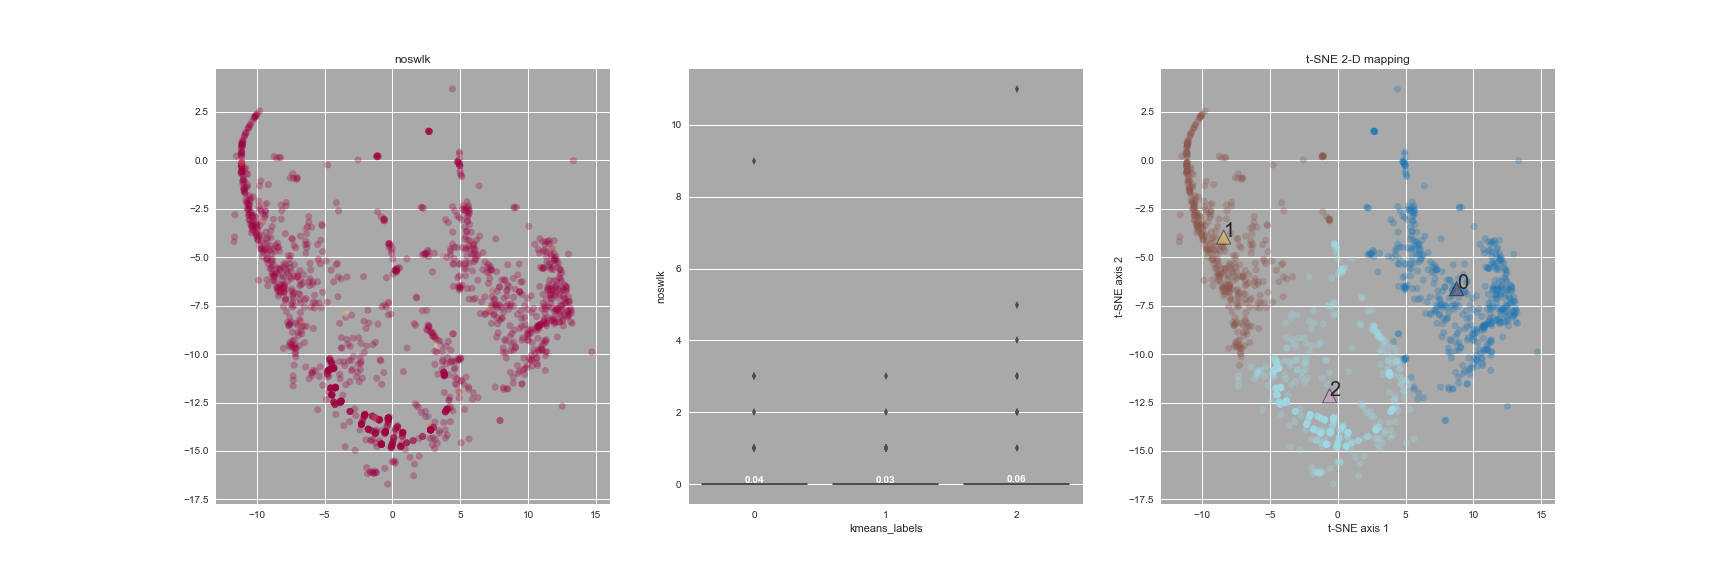 noswlk
2.5
0.0
−2.5
−5.0
−7.5
−10.0
−12.5
−15.0
−17.5
−10 −5 0 5 10 15
noswlk
10
8
6
4
2
0
0.04 0.03 0.06
0 1 2
kmeans_labels
t-SNE 2-D mapping
t-SNE axis 2
2.5
0.0
−2.5
−5.0
−7.5
−10.0
−12.5
−15.0
−17.5
1
0
2
−10 −5 0 5 10 15
t-SNE axis 1